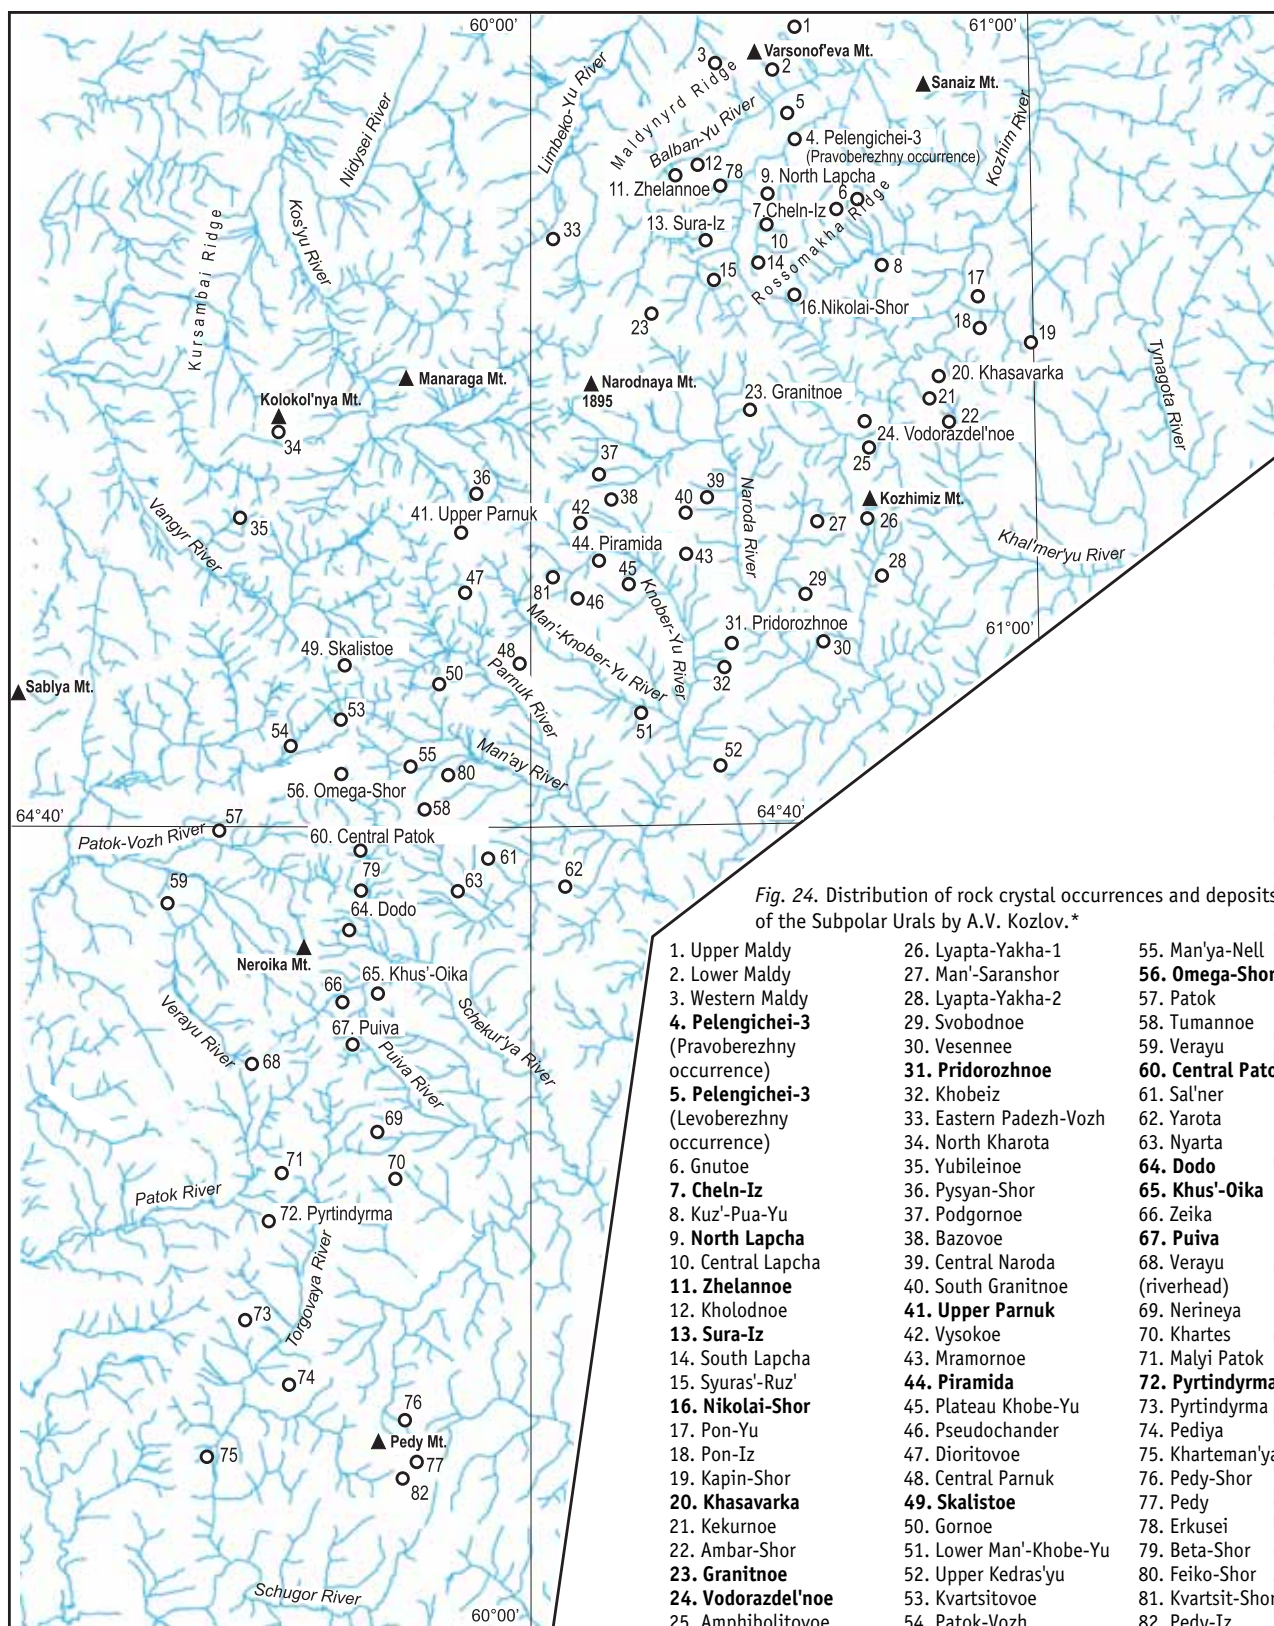 60°00'
61°00'
1
Varsonof'eva Mt.
3
2
Sanaiz Mt.
Limbeko-Yu River
Maldynyrd Ridge
Nidysei River
5
Balban-Yu River
4. Pelengichei-3
(Pravoberezhny occurrence)
Kozhim River
12
78
11. Zhelannoe
9. North Lapcha
6
7.Cheln-Iz
Kos'yu River
Kursambai Ridge
13. Sura-Iz
33
10
Rossomakha Ridge
14
8
15
17
16.Nikolai-Shor
23
18
19
Tynagota River
Manaraga Mt.
Narodnaya Mt.
1895
20. Khasavarka
Kolokol'nya Mt.
23. Granitnoe
21
22
34
24. Vodorazdel'noe
25
37
36
39
38
40
Naroda River
Kozhimiz Mt.
Vangyr River
35
41. Upper Parnuk
42
27
26
44. Piramida
43
Khal'mer'yu River
45
28
47
81
46
29
Man'-Knober-Yu River
Knober-Yu River
31. Pridorozhnoe
61°00'
49. Skalistoe
48
30
Parnuk River
50
32
Sablya Mt.
53
51
54
55
Man'ay River
52
80
56. Omega-Shor
58
64°40'
57
64°40'
Patok-Vozh River
60. Central Patok
61
59
79
63
62
64. Dodo
Neroika Mt.
65. Khus'-Oika
66
Schekur'ya River
Verayu River
67. Puiva
Puiva River
68
69
71
70
Patok River
72. Pyrtindyrma
Torgovaya River
73
74
76
Pedy Mt.
75
77
82
Schugor River
60°00'
Fig. 24. Distribution of rock crystal occurrences and deposits
of the Subpolar Urals by A.V. Kozlov.*
1. Upper Maldy
2. Lower Maldy
3. Western Maldy
4. Pelengichei-3
(Pravoberezhny
occurrence)
5. Pelengichei-3
(Levoberezhny
occurrence)
6. Gnutoe
7. Cheln-Iz
8. Kuz'-Pua-Yu
9. North Lapcha
10. Central Lapcha
11. Zhelannoe
12. Kholodnoe
13. Sura-Iz
14. South Lapcha
15. Syuras'-Ruz'
16. Nikolai-Shor
17. Pon-Yu
18. Pon-Iz
19. Kapin-Shor
20. Khasavarka
21. Kekurnoe
22. Ambar-Shor
23. Granitnoe
24. Vodorazdel'noe
25. Amphibolitovoe
26. Lyapta-Yakha-1
27. Man'-Saranshor
28. Lyapta-Yakha-2
29. Svobodnoe
30. Vesennee
31. Pridorozhnoe
32. Khobeiz
33. Eastern Padezh-Vozh
34. North Kharota
35. Yubileinoe
36. Pysyan-Shor
37. Podgornoe
38. Bazovoe
39. Central Naroda
40. South Granitnoe
41. Upper Parnuk
42. Vysokoe
43. Mramornoe
44. Piramida
45. Plateau Khobe-Yu
46. Pseudochander
47. Dioritovoe
48. Central Parnuk
49. Skalistoe
50. Gornoe
51. Lower Man'-Khobe-Yu
52. Upper Kedras'yu
53. Kvartsitovoe
54. Patok-Vozh
55. Man'ya-Nell
56. Omega-Shor
57. Patok
58. Tumannoe
59. Verayu
60. Central Pato
61. Sal'ner
62. Yarota
63. Nyarta
64. Dodo
65. Khus'-Oika
66. Zeika
67. Puiva
68. Verayu
(riverhead)
69. Nerineya
70. Khartes
71. Malyi Patok
72. Pyrtindyrma
73. Pyrtindyrma
74. Pediya
75. Kharteman'ya
76. Pedy-Shor
77. Pedy
78. Erkusei
79. Beta-Shor
80. Feiko-Shor
81. Kvartsit-Shor
82. Pedy-Iz